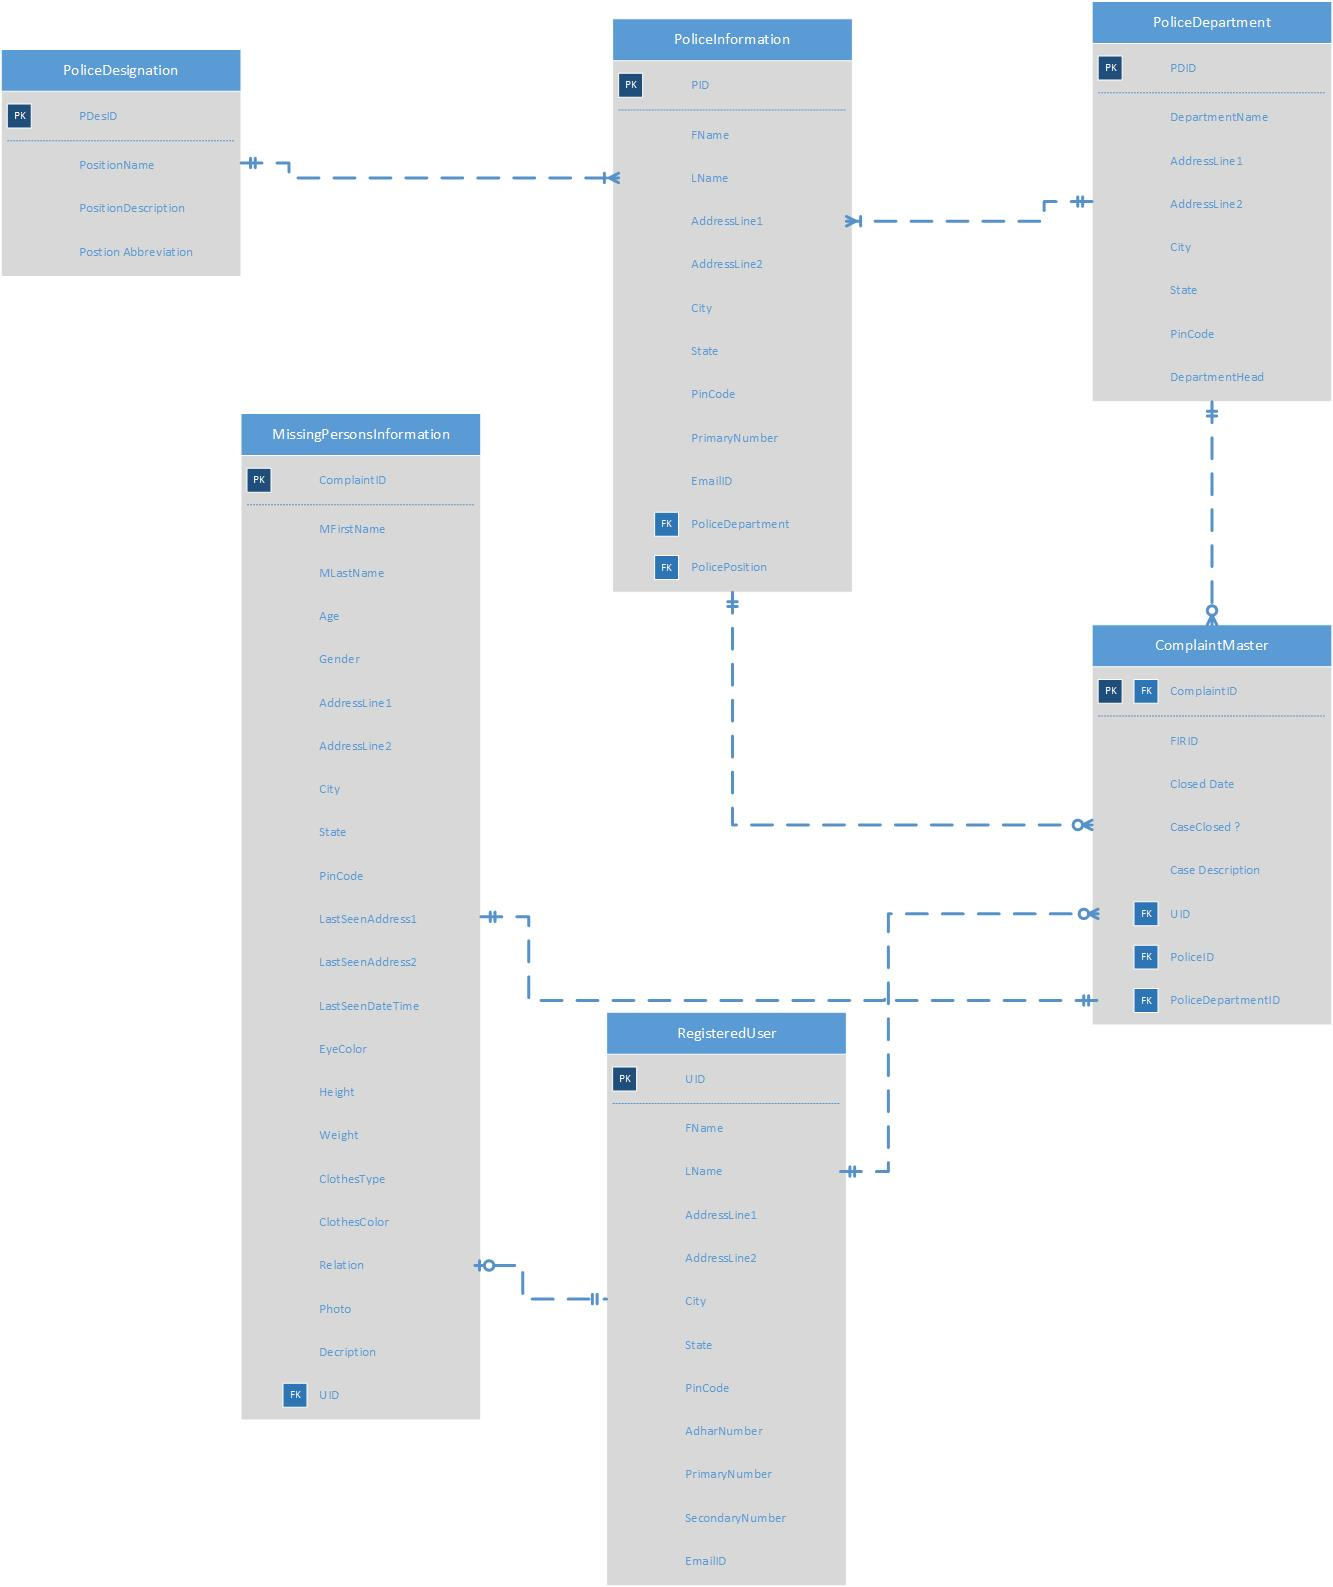 PoliceDesignation
PK PDesID
PositionName
PositionDescription
Postion Abbreviation
PoliceInformation
PK PID
FName
LName
AddressLine1
AddressLine2
City
State
PinCode
PrimaryNumber
EmailID
FK PoliceDepartment
FK PolicePosition
PoliceDepartment
PK PDID
DepartmentName
AddressLine1
AddressLine2
City
State
PinCode
DepartmentHead
MissingPersonsInformation
PK ComplaintID
MFirstName
MLastName
Age
Gender
AddressLine1
AddressLine2
City
State
PinCode
LastSeenAddress1
LastSeenAddress2
LastSeenDateTime
EyeColor
Height
Weight
ClothesType
ClothesColor
Relation
Photo
Decription
FK UID
ComplaintMaster
PK FK ComplaintID
FIRID
Closed Date
CaseClosed ?
Case Description
FK UID
FK PoliceID
FK PoliceDepartmentID
RegisteredUser
PK UID
FName
LName
AddressLine1
AddressLine2
City
State
PinCode
AdharNumber
PrimaryNumber
SecondaryNumber
EmailID